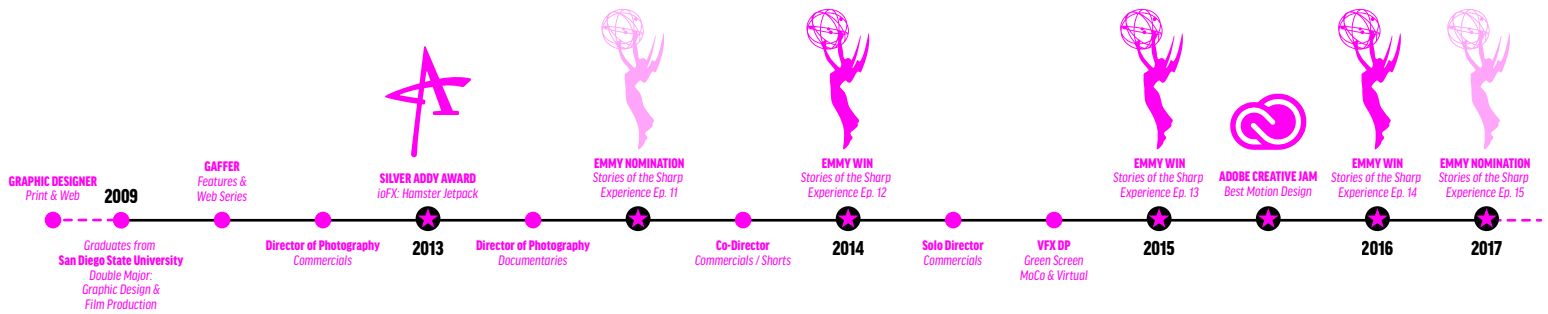 GRAPHIC DESIGNER
Print & Web
2009
Graduates from
San Diego State University
Double Major:
Graphic Design &
Film Production
GAFFER
Features &
Web Series
Director of Photography
Commercials
SILVER ADDY AWARD
ioFX: Hamster Jetpack
2013
Director of Photography
Documentaries
EMMY NOMINATION
Stories of the Sharp
Experience Ep. 11
Co-Director
Commercials / Shorts
EMMY WIN
Stories of the Sharp
Experience Ep. 12
2014
Solo Director
Commercials
VFX DP
Green Screen
MoCo & Virtual
EMMY WIN
Stories of the Sharp
Experience Ep. 13
2015
ADOBE CREATIVE JAM
Best Motion Design
EMMY WIN
Stories of the Sharp
Experience Ep. 14
2016
EMMY NOMINATION
Stories of the Sharp
Experience Ep. 15
2017